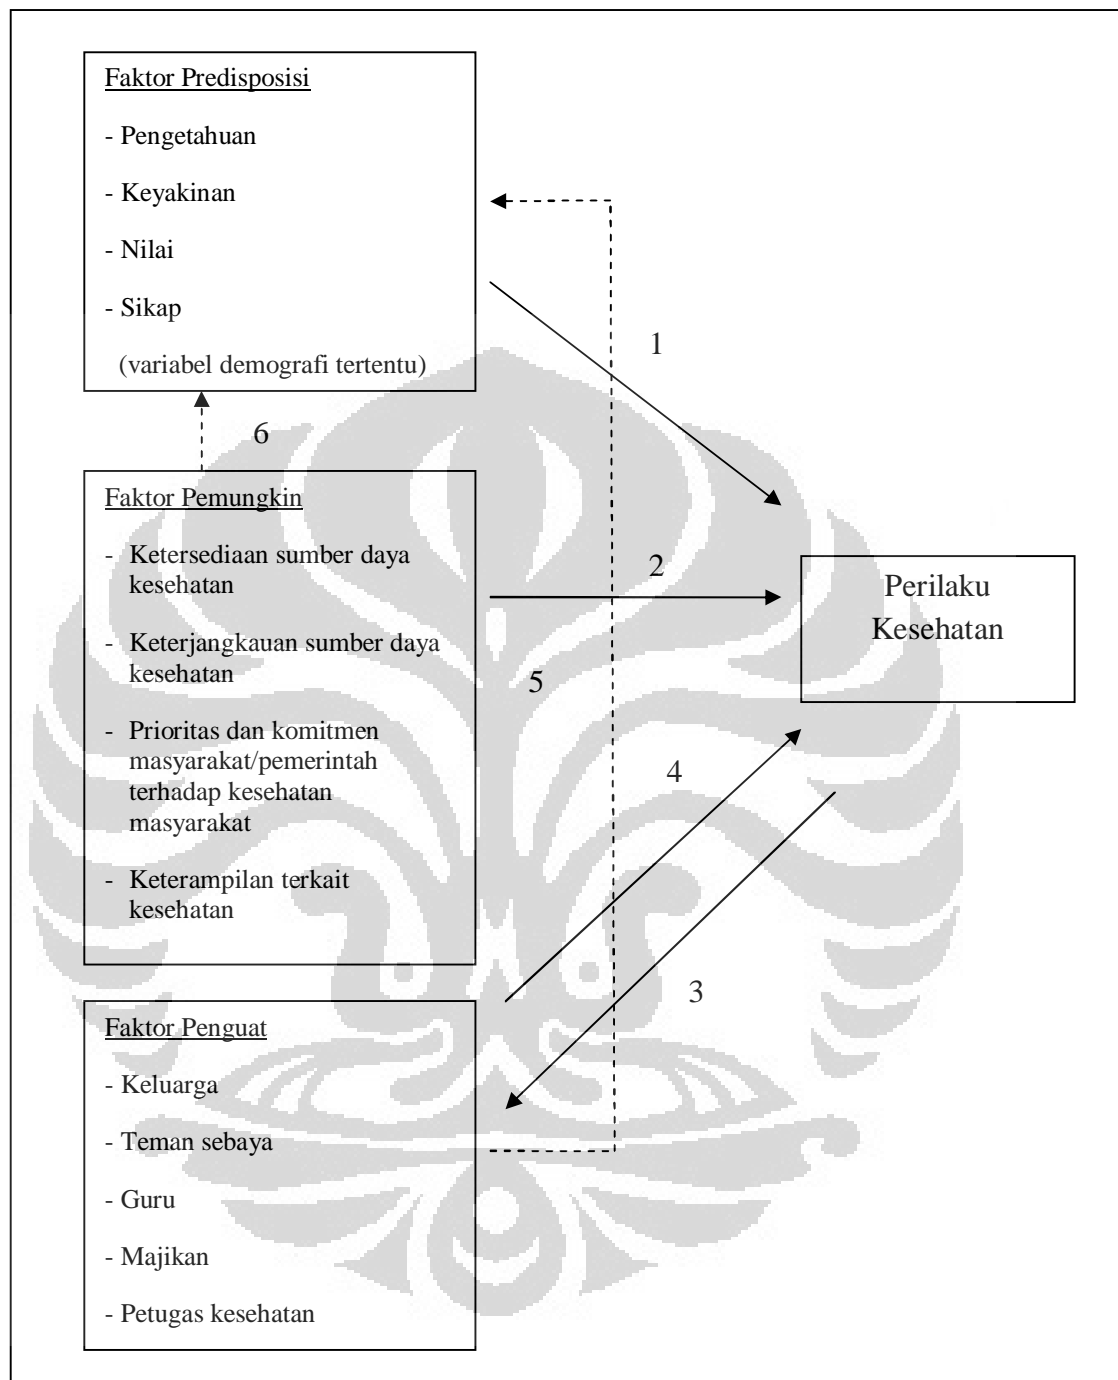 Faktor Predisposisi
- Pengetahuan
- Keyakinan
- Nilai
- Sikap
(variabel demografi tertentu)
1
6
Faktor Pemungkin
- Ketersediaan sumber daya
kesehatan
- Keterjangkauan sumber daya
kesehatan
- Prioritas dan komitmen
masyarakat/pemerintah
terhadap kesehatan
masyarakat
- Keterampilan terkait
kesehatan
2
5
Perilaku
Kesehatan
4
3
Faktor Penguat
- Keluarga
- Teman sebaya
- Guru
- Majikan
- Petugas kesehatan